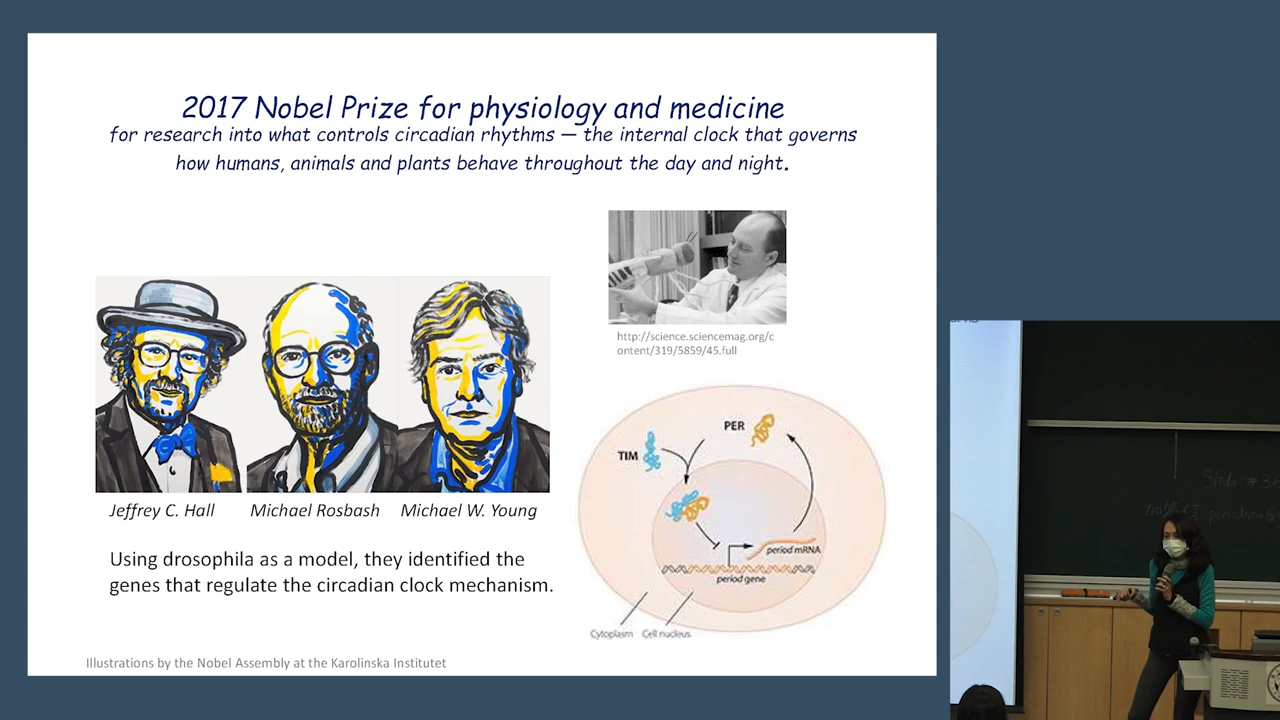 2017 Nobel Prize for physiology and medicine
for research into what controls circadian rhythms — the internal clock that governs
how humans, animals and plants behave throughout the day and night.
http://science.sciencemag.org/c
ontent/319/5859/45.full
PER
TIM
period mRNA
period gene
Cytoplasm Cell nucleus
Jeffrey C. Hall
Michael Rosbash
Michael W. Young
Using drosophila as a model, they identified the
genes that regulate the circadian clock mechanism.
Illustrations by the Nobel Assembly at the Karolinska Institutet